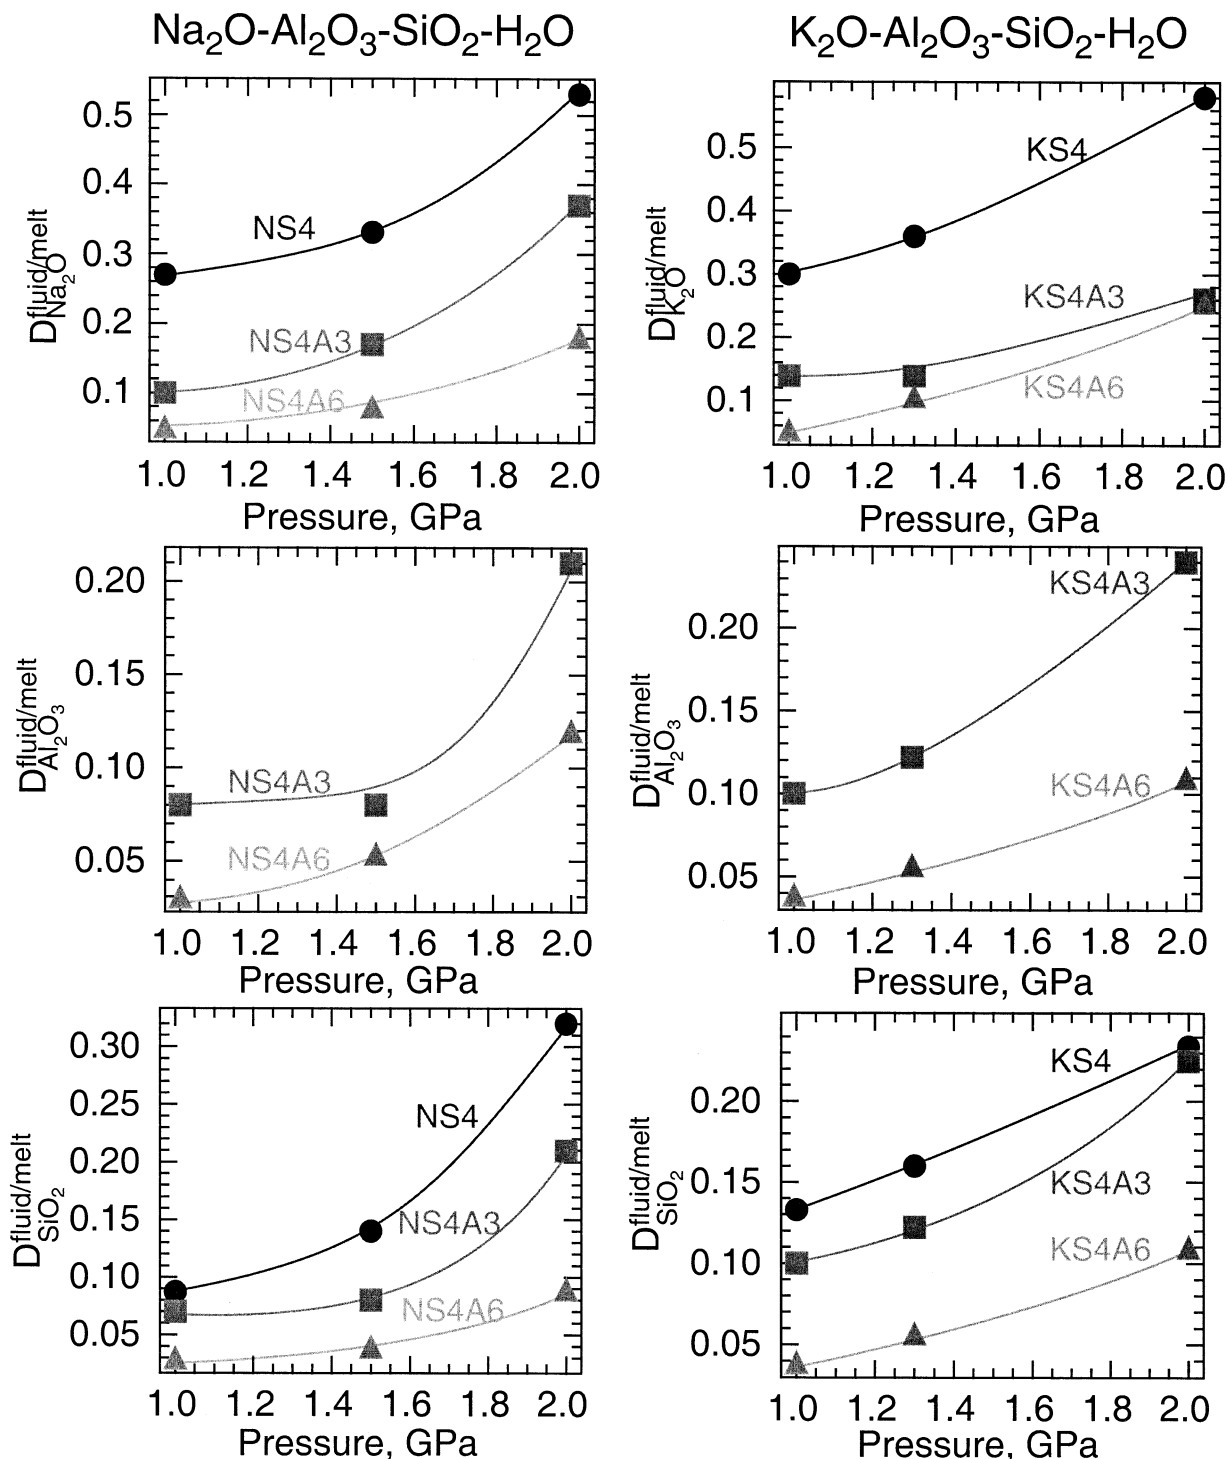 Na₂O-Al₂O₃-SiO₂-H₂O
K₂O-Al₂O₃-SiO₂-H₂O
D fluid/melt Na₂O
0.5
0.4
0.3
0.2
0.1
NS4
NS4A3
NS4A6
1.0 1.2 1.4 1.6 1.8 2.0
Pressure, GPa
D fluid/melt K₂O
0.5
0.4
0.3
0.2
0.1
KS4
KS4A3
KS4A6
1.0 1.2 1.4 1.6 1.8 2.0
Pressure, GPa
D fluid/melt Al₂O₃
0.20
0.15
0.10
0.05
NS4A3
NS4A6
1.0 1.2 1.4 1.6 1.8 2.0
Pressure, GPa
D fluid/melt Al₂O₃
0.20
0.15
0.10
0.05
KS4A3
KS4A6
1.0 1.2 1.4 1.6 1.8 2.0
Pressure, GPa
D fluid/melt SiO₂
0.30
0.25
0.20
0.15
0.10
0.05
NS4
NS4A3
NS4A6
1.0 1.2 1.4 1.6 1.8 2.0
Pressure, GPa
D fluid/melt SiO₂
0.20
0.15
0.10
0.05
KS4
KS4A3
KS4A6
1.0 1.2 1.4 1.6 1.8 2.0
Pressure, GPa